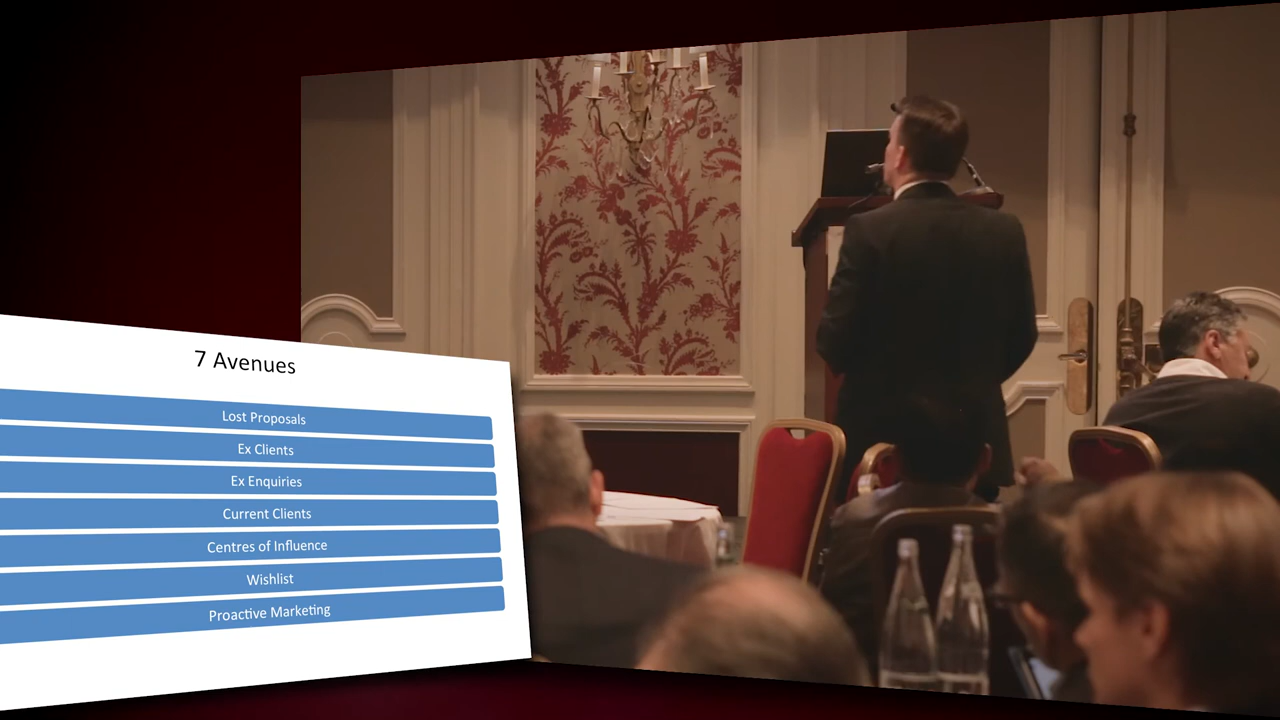 7 Avenues
Lost Proposals
Ex Clients
Ex Enquiries
Current Clients
Centres of Influence
Wishlist
Proactive Marketing